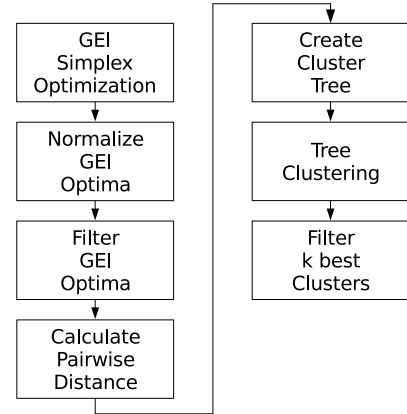 GEI
Simplex
Optimization
Normalize
GEI
Optima
Filter
GEI
Optima
Calculate
Pairwise
Distance
Create
Cluster
Tree
Tree
Clustering
Filter
k best
Clusters